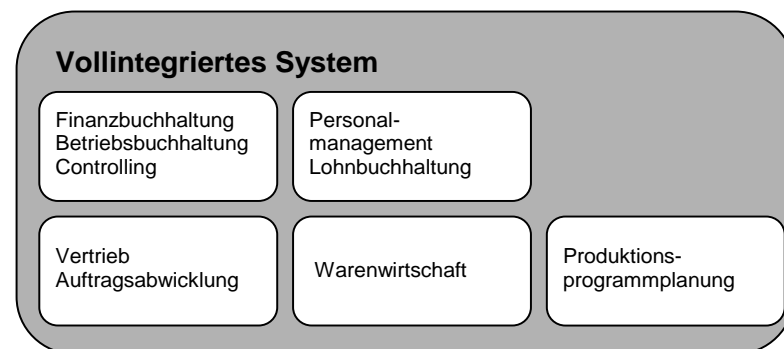 Vollintegriertes System
Finanzbuchhaltung
Betriebsbuchhaltung
Controlling
Personal-
management
Lohnbuchhaltung
Vertrieb
Auftragsabwicklung
Warenwirtschaft
Produktions-
programmplanung